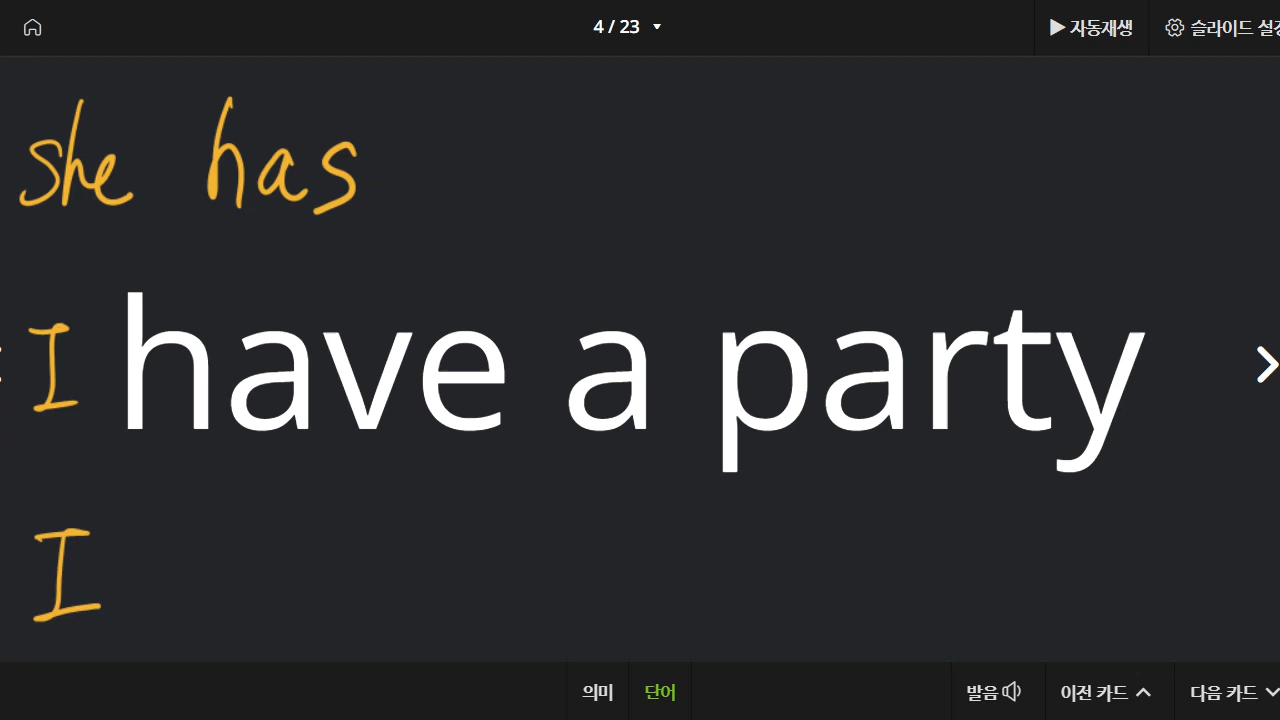 4 / 23
자동재생
슬라이드 설정
she has
I have a party
I
의미
단어
발음
이전 카드
다음 카드